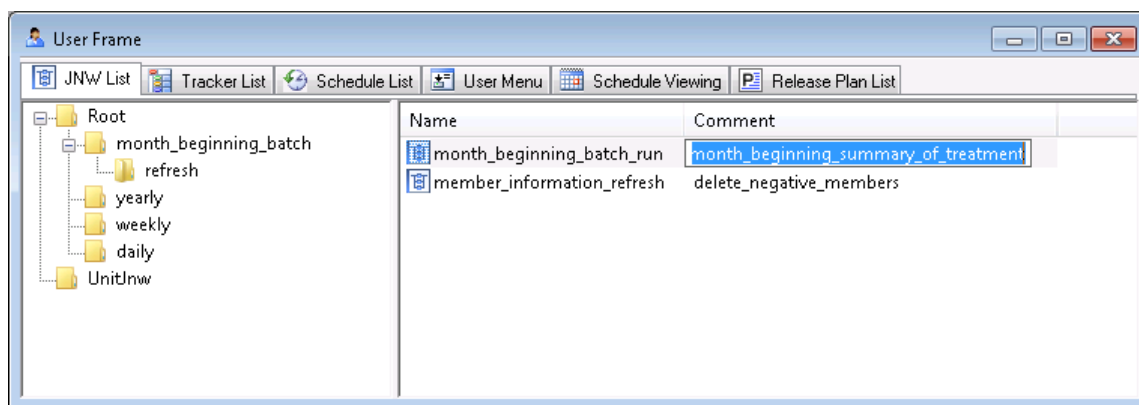 User Frame
JNW List Tracker List Schedule List User Menu Schedule Viewing Release Plan List
Root
month_beginning_batch
refresh
yearly
weekly
daily
UnitJnw
Name Comment
month_beginning_batch_run month_beginning_summary_of_treatment
member_information_refresh delete_negative_members